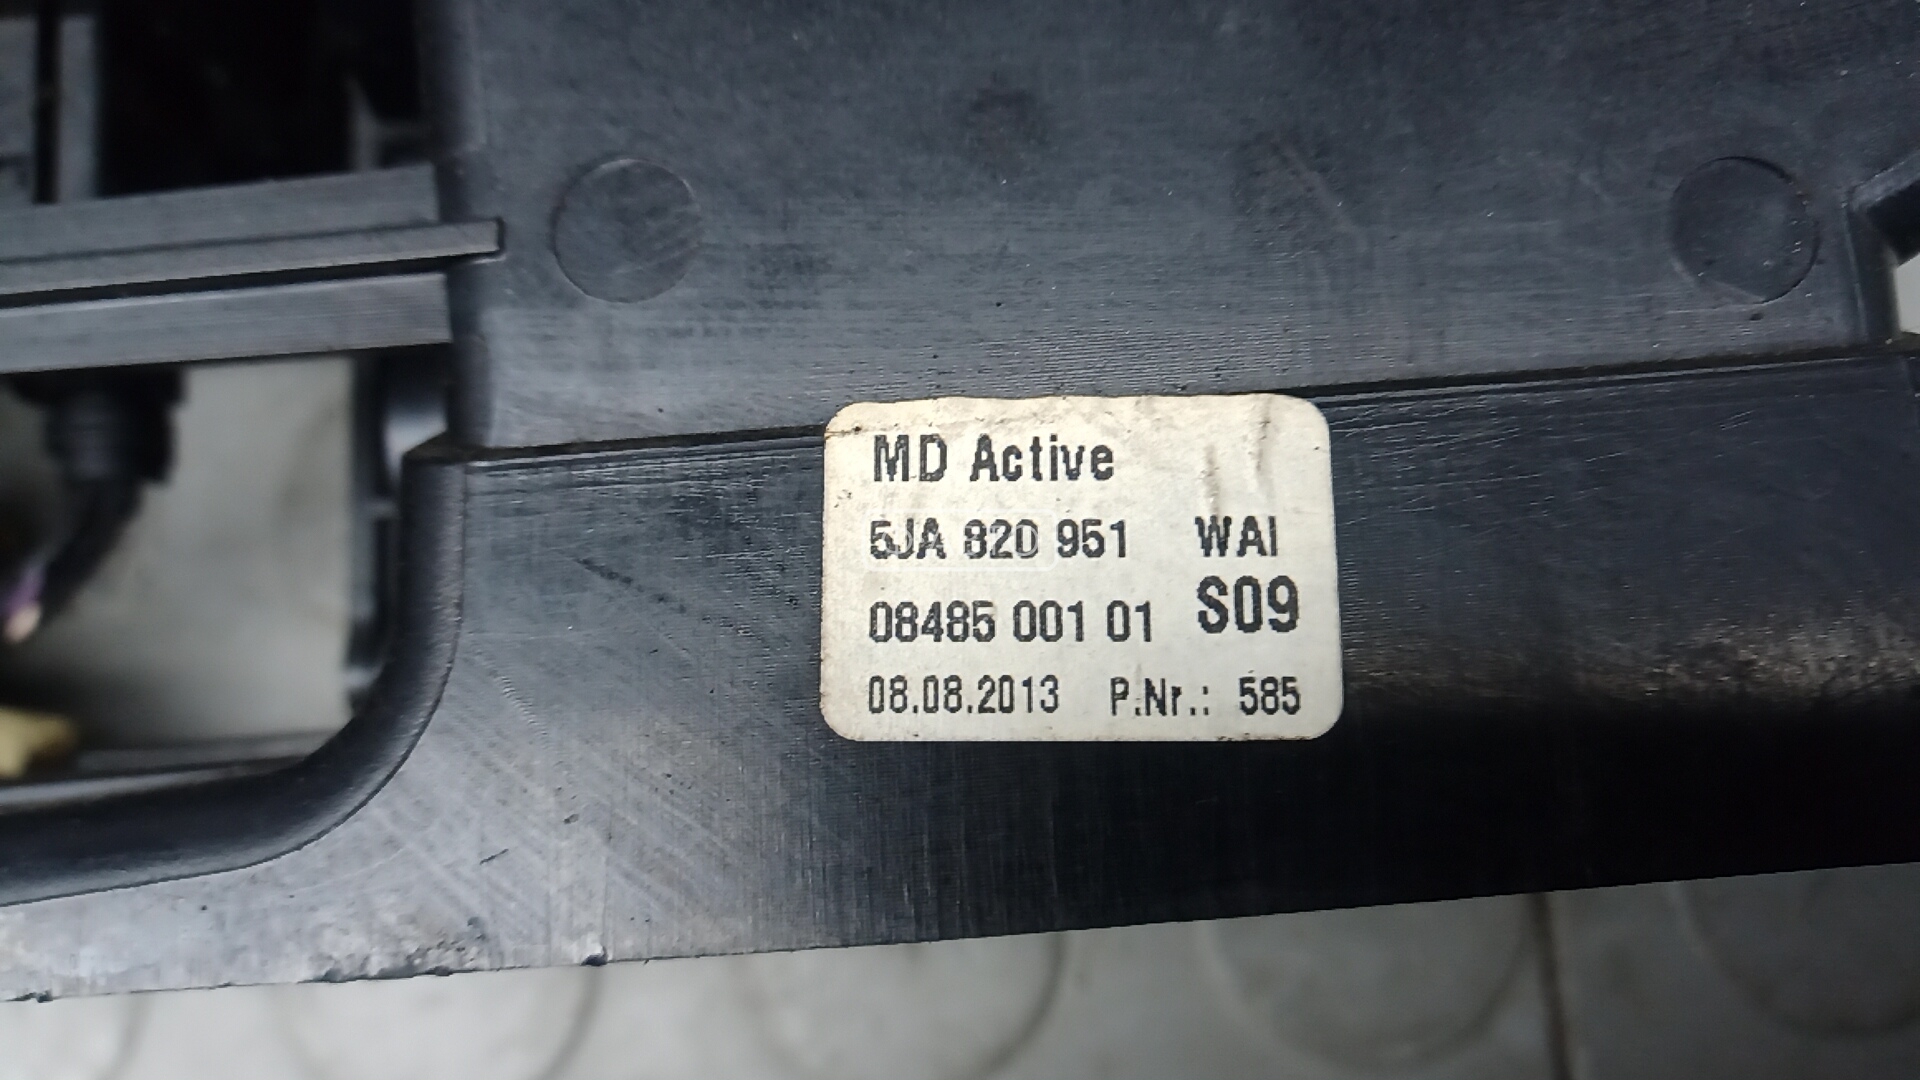 MD Active
5JA 820 951 WAI
08485 001 01 S09
08.08.2013 P.Nr.: 585